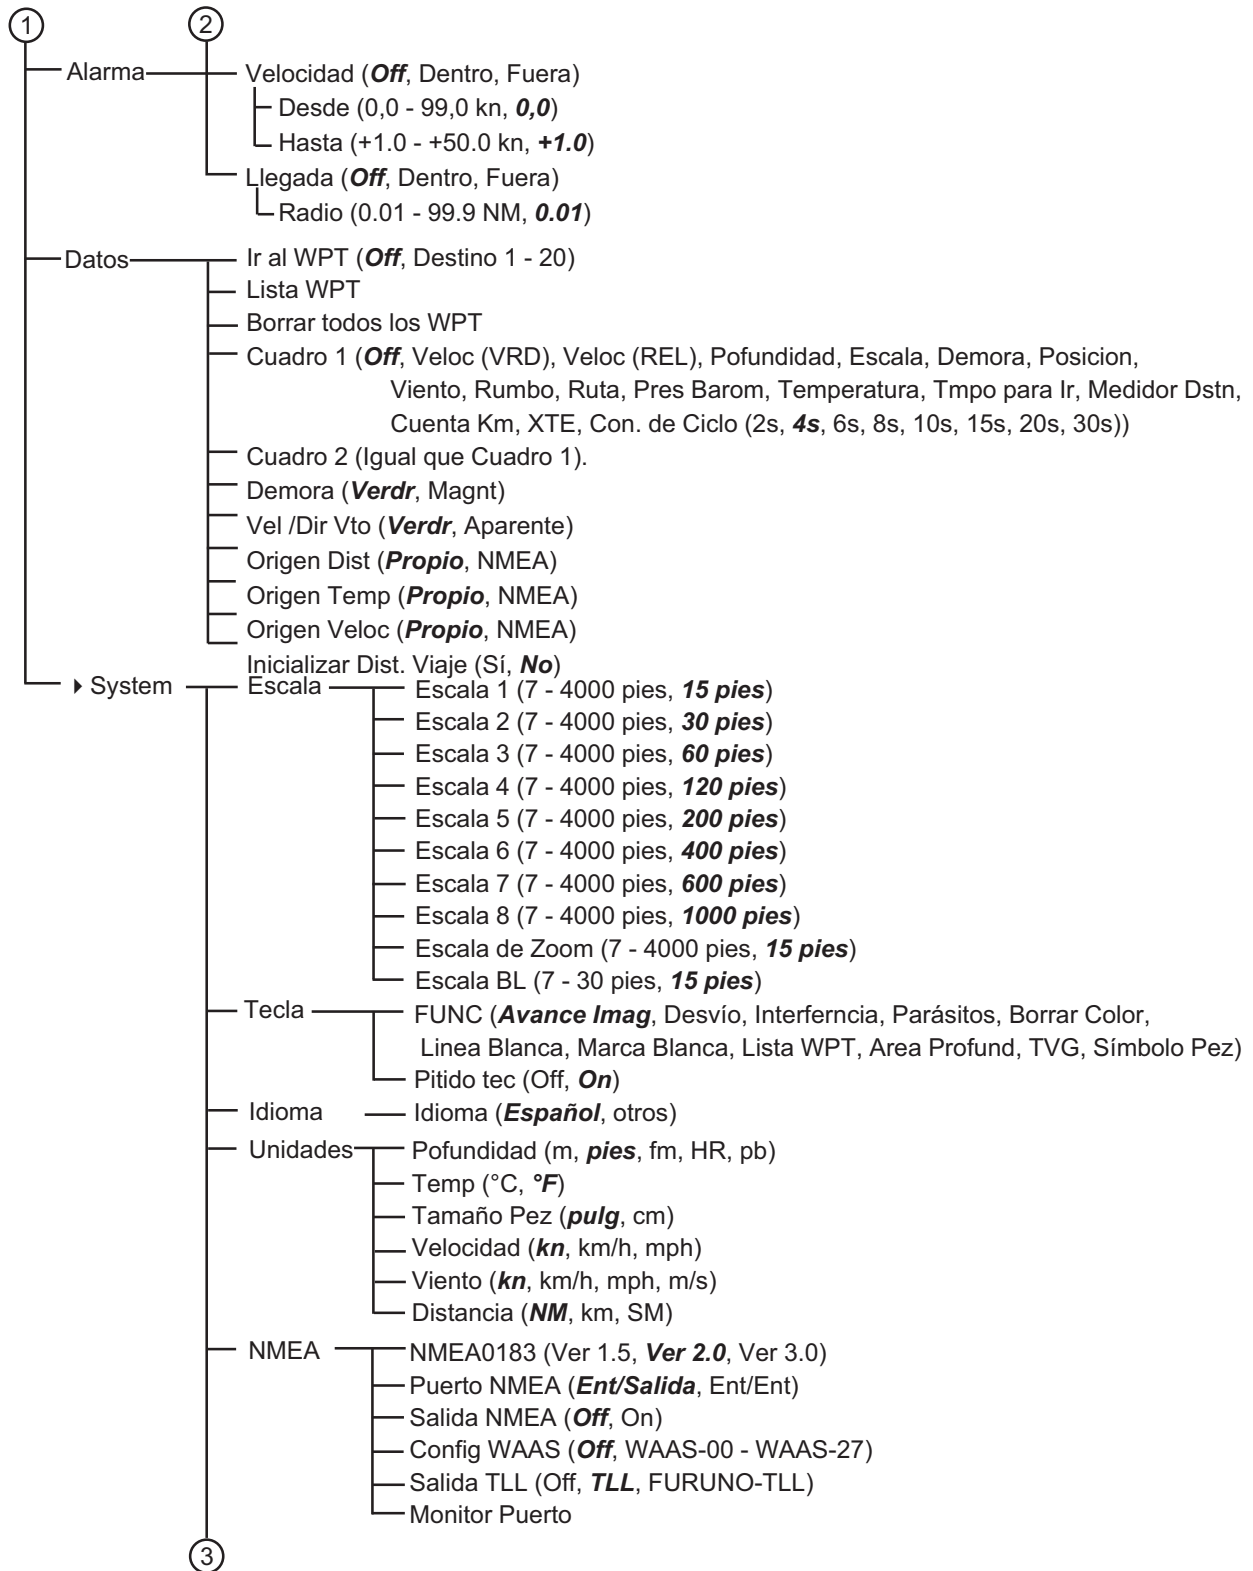 1 2
Alarma Velocidad (Off, Dentro, Fuera)
Desde (0,0 - 99,0 kn, 0,0)
Hasta (+1.0 - +50.0 kn, +1.0)
Llegada (Off, Dentro, Fuera)
Radio (0.01 - 99.9 NM, 0.01)
Datos Ir al WPT (Off, Destino 1 - 20)
Lista WPT
Borrar todos los WPT
Cuadro 1 (Off, Veloc (VRD), Veloc (REL), Pofundidad, Escala, Demora, Posicion,
Viento, Rumbo, Ruta, Pres Barom, Temperatura, Tmpo para Ir, Medidor Dstn,
Cuenta Km, XTE, Con. de Ciclo (2s, 4s, 6s, 8s, 10s, 15s, 20s, 30s))
Cuadro 2 (Igual que Cuadro 1).
Demora (Verdr, Magnt)
Vel /Dir Vto (Verdr, Aparente)
Origen Dist (Propio, NMEA)
Origen Temp (Propio, NMEA)
Origen Veloc (Propio, NMEA)
Inicializar Dist. Viaje (Sí, No)
System Escala Escala 1 (7 - 4000 pies, 15 pies)
Escala 2 (7 - 4000 pies, 30 pies)
Escala 3 (7 - 4000 pies, 60 pies)
Escala 4 (7 - 4000 pies, 120 pies)
Escala 5 (7 - 4000 pies, 200 pies)
Escala 6 (7 - 4000 pies, 400 pies)
Escala 7 (7 - 4000 pies, 600 pies)
Escala 8 (7 - 4000 pies, 1000 pies)
Escala de Zoom (7 - 4000 pies, 15 pies)
Escala BL (7 - 30 pies, 15 pies)
Tecla FUNC (Avance Imag, Desvío, Interferncia, Parásitos, Borrar Color,
Linea Blanca, Marca Blanca, Lista WPT, Area Profund, TVG, Símbolo Pez)
Pitido tec (Off, On)
Idioma Idioma (Español, otros)
Unidades Pofundidad (m, pies, fm, HR, pb)
Temp (°C, °F)
Tamaño Pez (pulg, cm)
Velocidad (kn, km/h, mph)
Viento (kn, km/h, mph, m/s)
Distancia (NM, km, SM)
NMEA NMEA0183 (Ver 1.5, Ver 2.0, Ver 3.0)
Puerto NMEA (Ent/Salida, Ent/Ent)
Salida NMEA (Off, On)
Config WAAS (Off, WAAS-00 - WAAS-27)
Salida TLL (Off, TLL, FURUNO-TLL)
Monitor Puerto
3